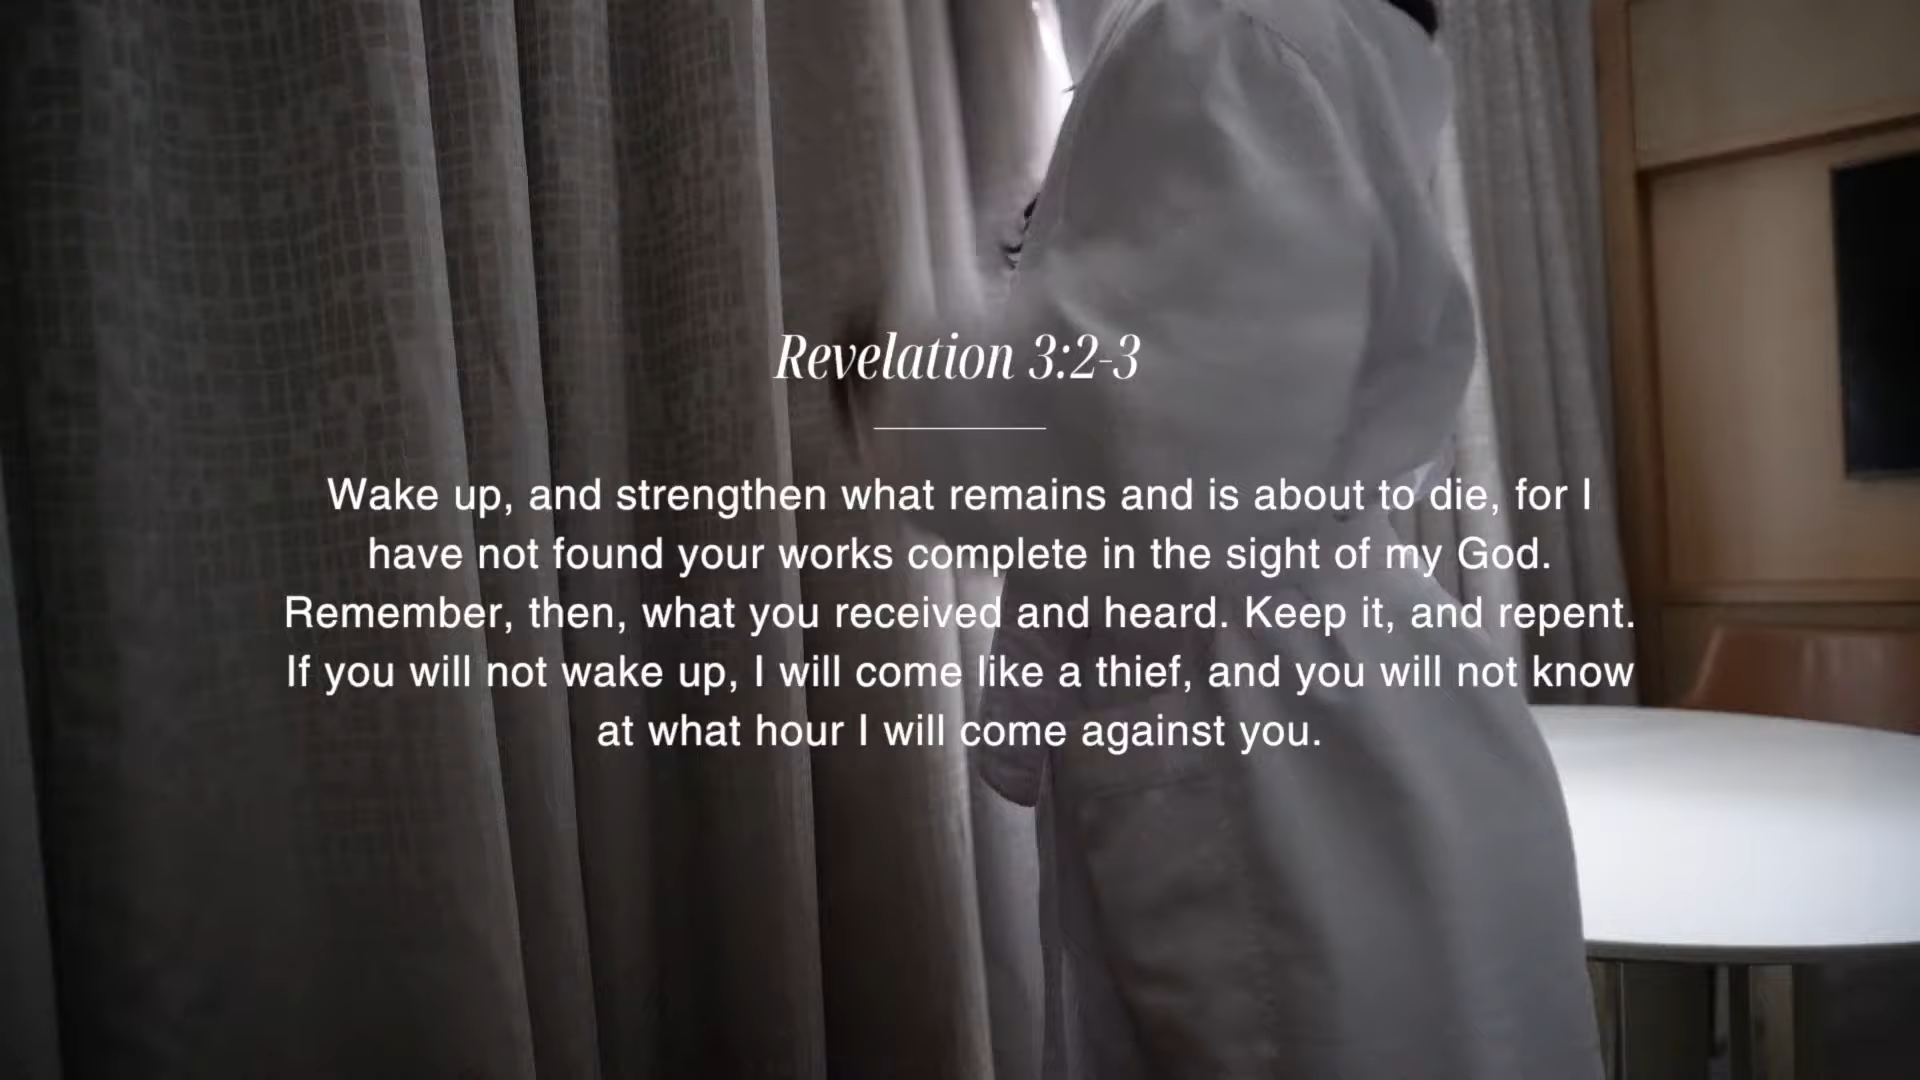 Revelation 3:2-3
Wake up, and strengthen what remains and is about to die, for I
have not found your works complete in the sight of my God.
Remember, then, what you received and heard. Keep it, and repent.
If you will not wake up, I will come like a thief, and you will not know
at what hour I will come against you.